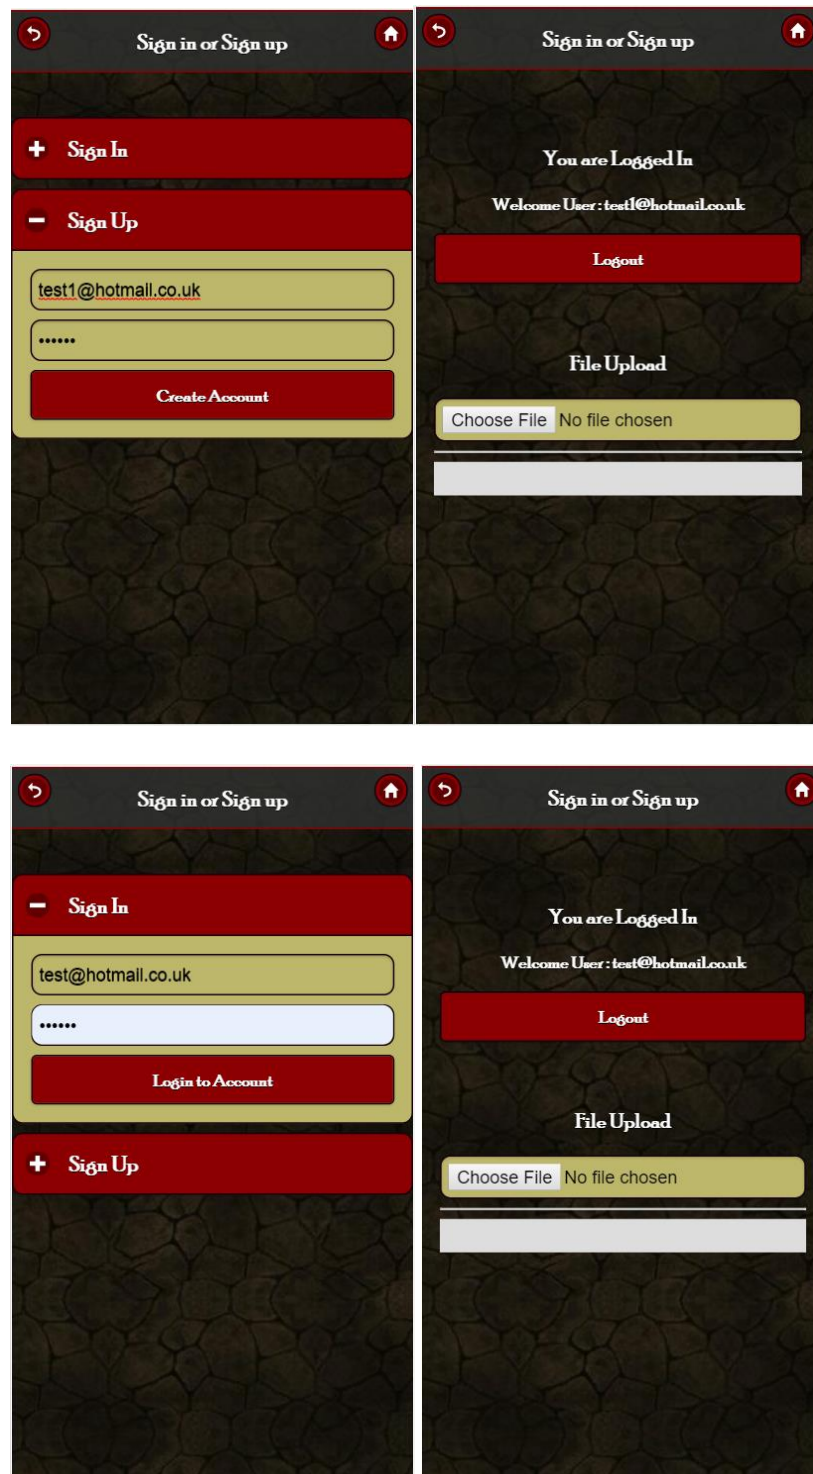 Sign in or Sign up
Sign In
Sign Up
test1@hotmail.co.uk
••••••
Create Account
Sign in or Sign up
You are Logged In
Welcome User : test1@hotmail.co.uk
Logout
File Upload
Choose File No file chosen
Sign in or Sign up
Sign In
test@hotmail.co.uk
••••••
Login to Account
Sign Up
Sign in or Sign up
You are Logged In
Welcome User : test@hotmail.co.uk
Logout
File Upload
Choose File No file chosen